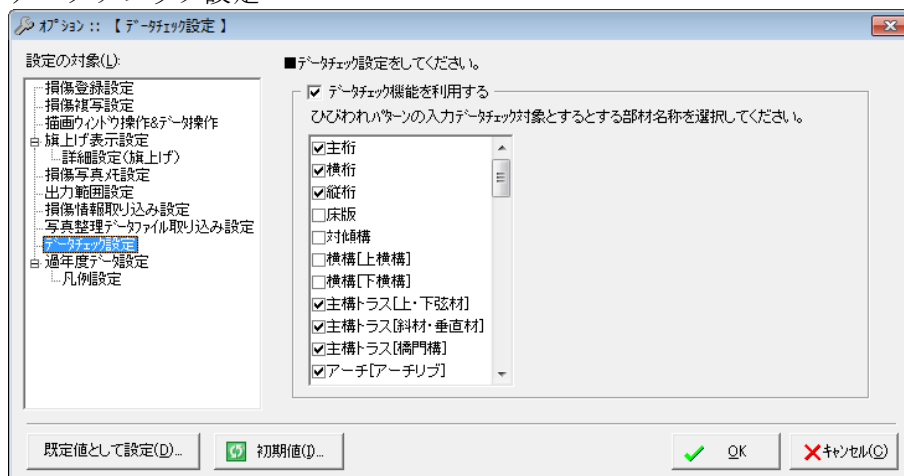 ｵﾌﾟｼｮﾝ :: 【 ﾃﾞｰﾀﾁｪｯｸ設定 】
設定の対象(L):
損傷登録設定
損傷複写設定
描画ｳｨﾝﾄﾞｳ操作&ﾃﾞｰﾀ操作
旗上げ表示設定
詳細設定(旗上げ)
損傷写真ﾒﾓ設定
出力範囲設定
損傷情報取り込み設定
写真整理ﾃﾞｰﾀﾌｧｲﾙ取り込み設定
ﾃﾞｰﾀﾁｪｯｸ設定
過年度ﾃﾞｰﾀ設定
凡例設定
■ﾃﾞｰﾀﾁｪｯｸ設定をしてください。
ﾃﾞｰﾀﾁｪｯｸ機能を利用する
ひびわれﾊﾟﾀｰﾝの入力ﾃﾞｰﾀﾁｪｯｸ対象とするとする部材名称を選択してください。
主桁
横桁
縦桁
床版
対傾構
横構[上横構]
横構[下横構]
主構トラス[上・下弦材]
主構トラス[斜材・垂直材]
主構トラス[橋門構]
アーチ[アーチリブ]
既定値として設定(D)...
初期値(I)...
OK
ｷｬﾝｾﾙ(C)